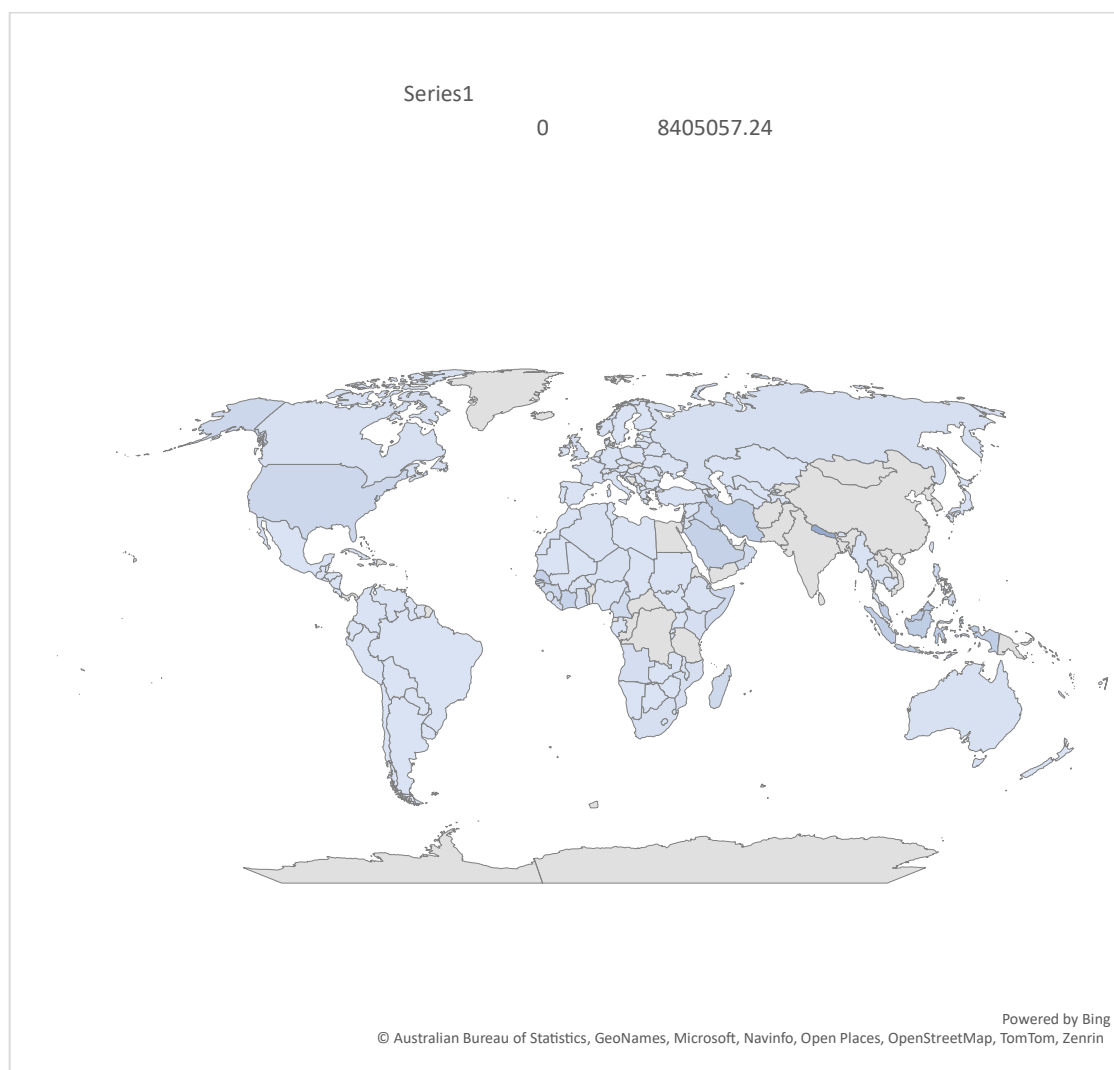 Series1
0 8405057.24
Powered by Bing
© Australian Bureau of Statistics, GeoNames, Microsoft, Navinfo, Open Places, OpenStreetMap, TomTom, Zenrin